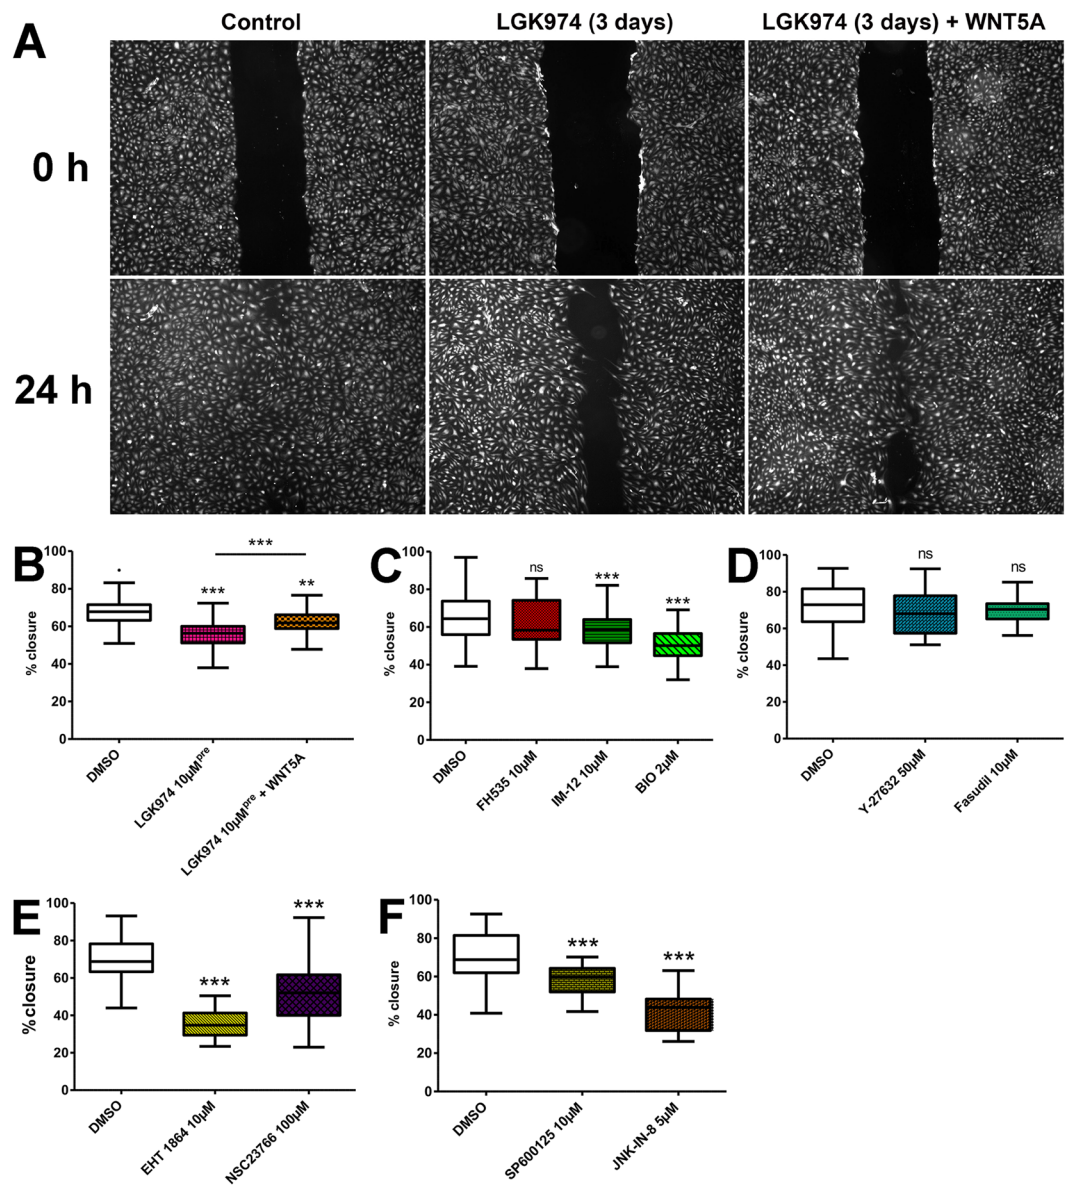 Control
LGK974 (3 days)
LGK974 (3 days) + WNT5A
A
0 h
24 h
B
100
80
60
40
20
0
% closure
***
***
**
DMSO
LGK974 10μMpre
LGK974 10μMpre + WNT5A
C
100
80
60
40
20
0
% closure
ns
***
***
DMSO
FH535 10μM
IM-12 10μM
BIO 2μM
D
100
80
60
40
20
0
% closure
ns
ns
DMSO
Y-27632 50μM
Fasudil 10μM
E
100
80
60
40
20
0
%closure
***
***
DMSO
EHT 1864 10μM
NSC23766 100μM
F
100
80
60
40
20
0
% closure
***
***
DMSO
SP600125 10μM
JNK-IN-8 5μM